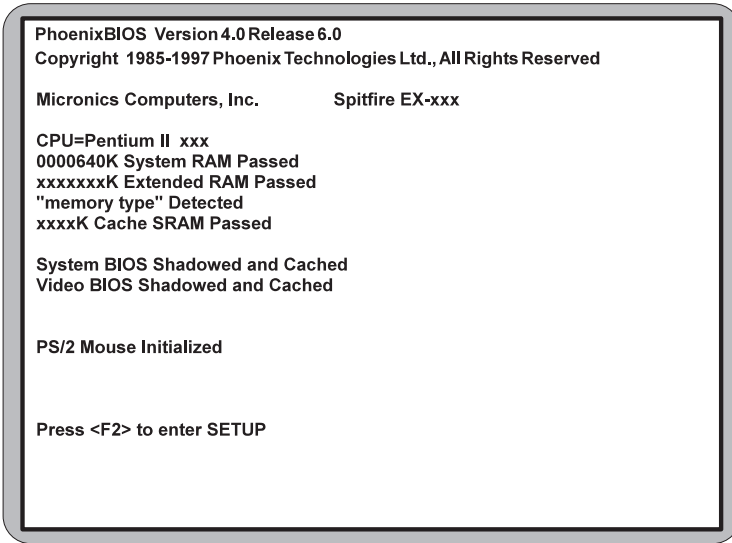 PhoenixBIOS Version 4.0 Release 6.0
Copyright 1985-1997 Phoenix Technologies Ltd., All Rights Reserved
Micronics Computers, Inc. Spitfire EX-xxx
CPU=Pentium II xxx
0000640K System RAM Passed
xxxxxxxK Extended RAM Passed
"memory type" Detected
xxxxK Cache SRAM Passed
System BIOS Shadowed and Cached
Video BIOS Shadowed and Cached
PS/2 Mouse Initialized
Press <F2> to enter SETUP